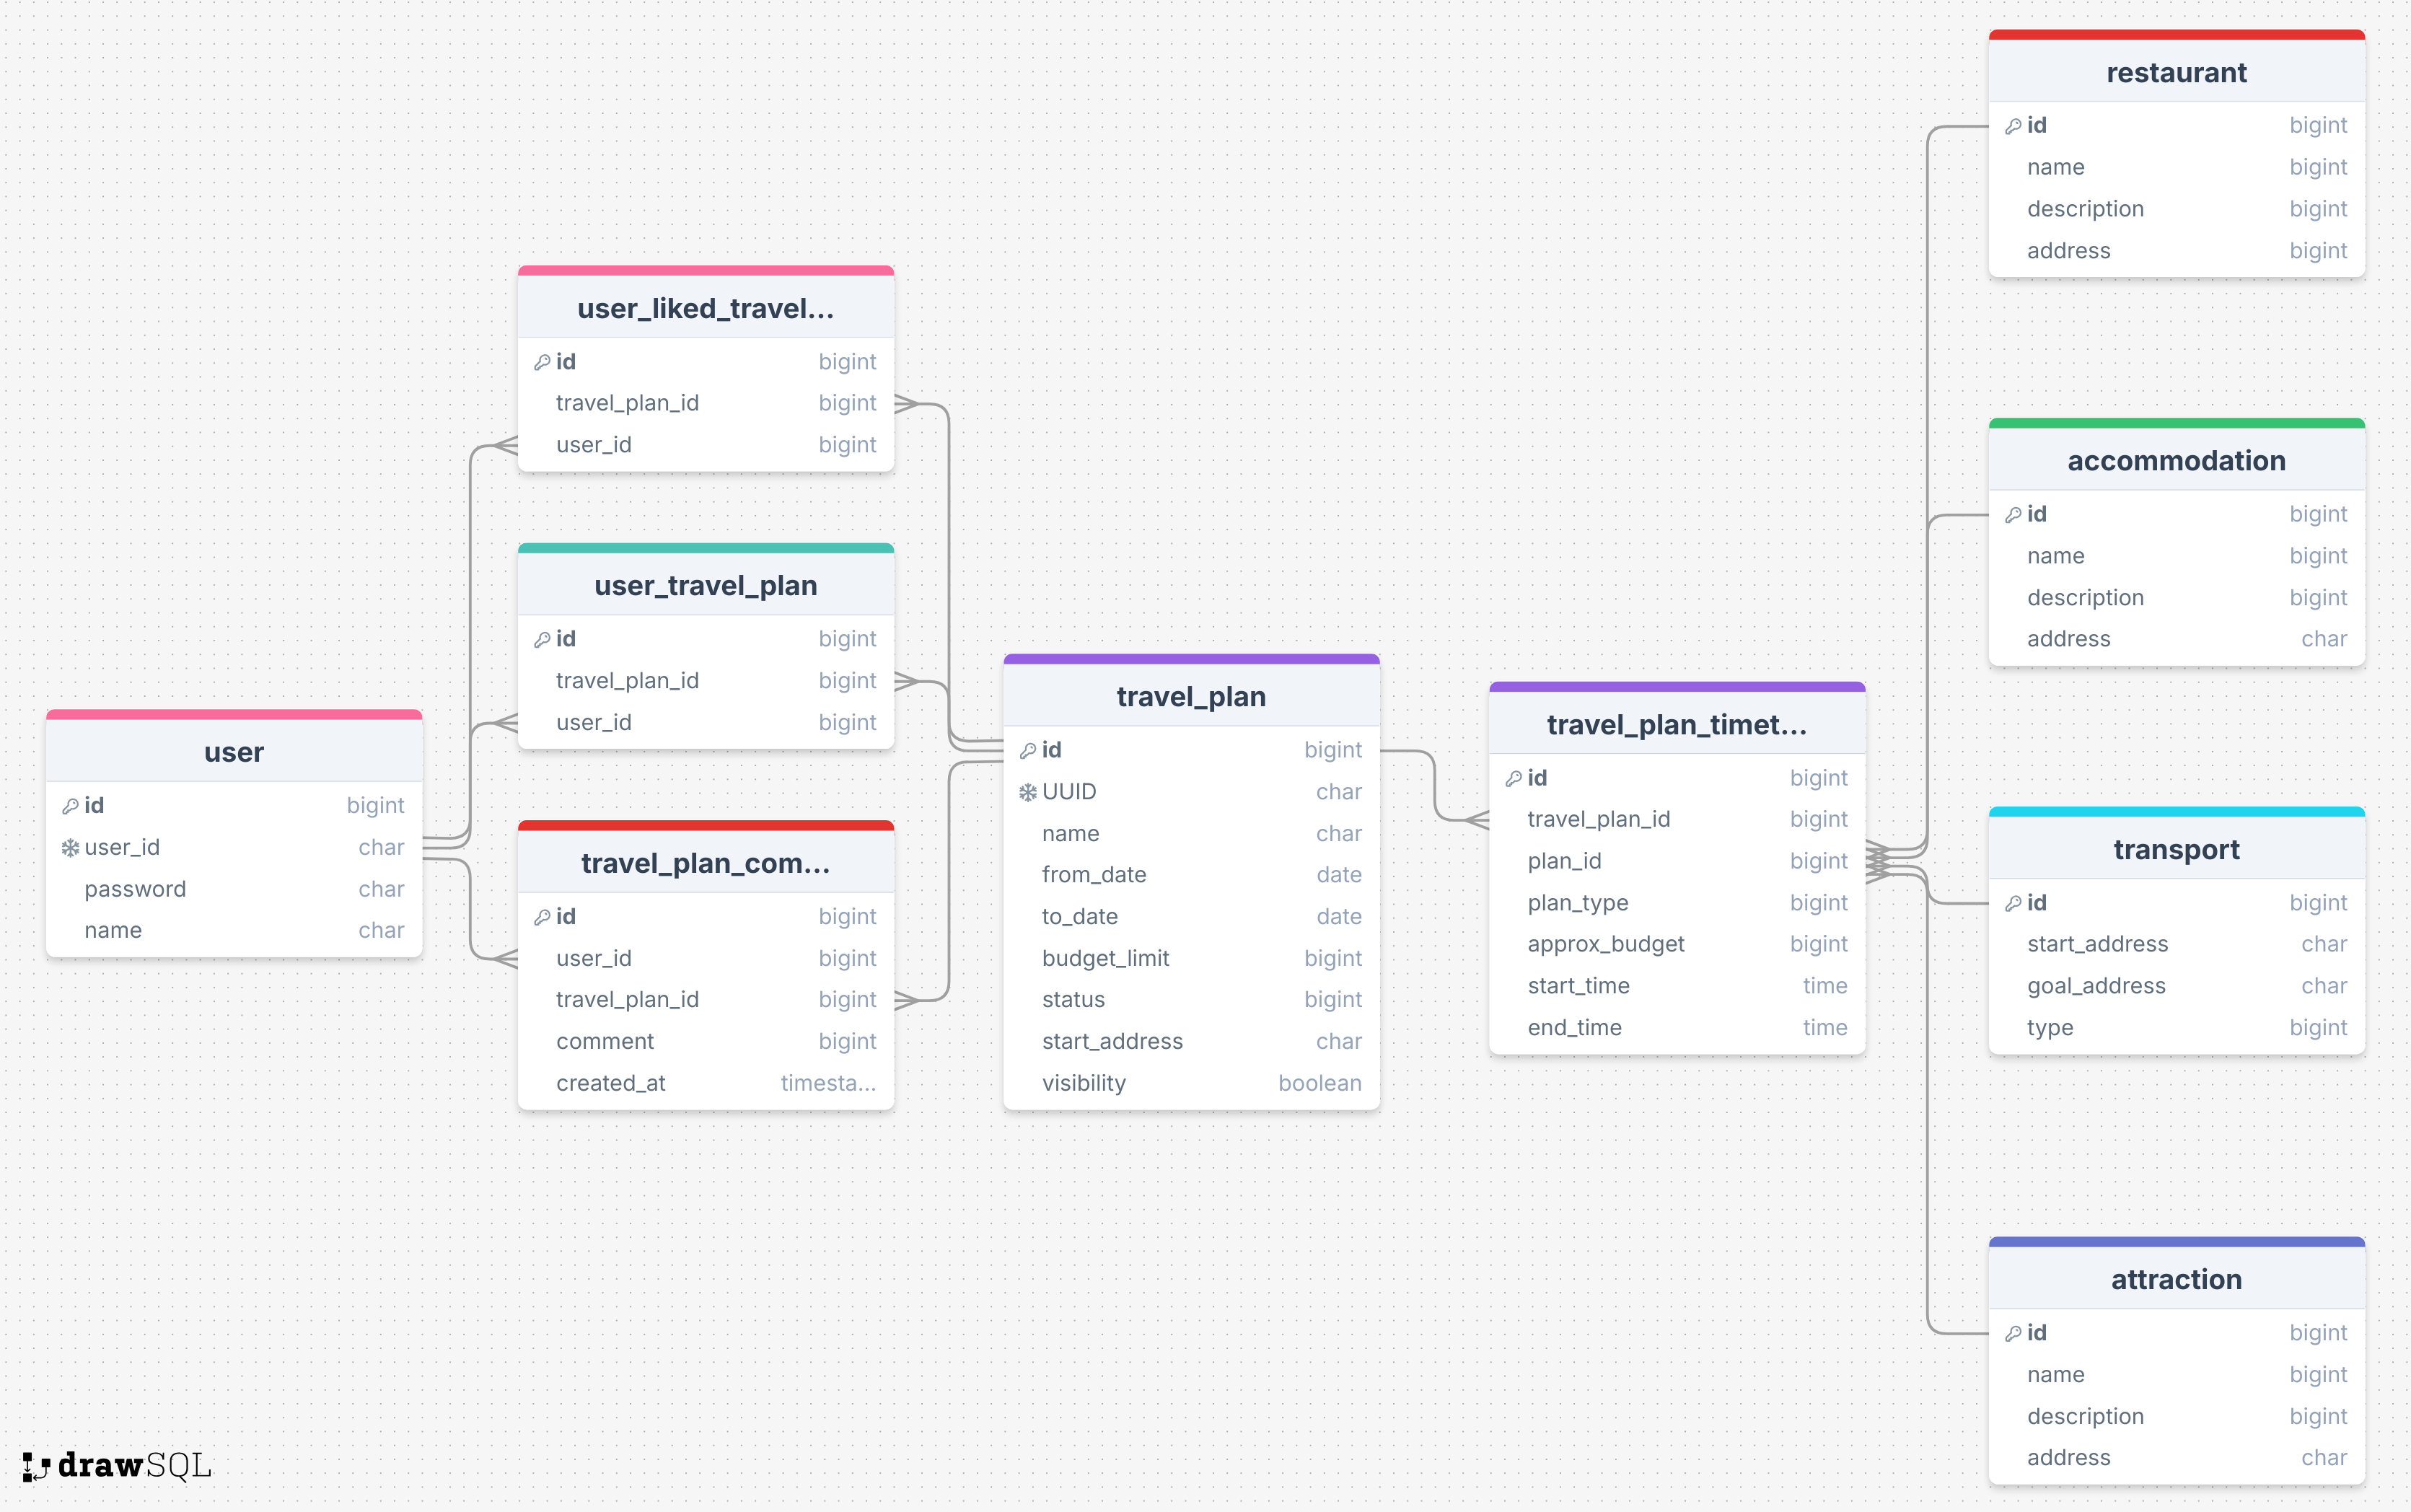 user
id bigint
user_id char
password char
name char
user_liked_travel...
id bigint
travel_plan_id bigint
user_id bigint
user_travel_plan
id bigint
travel_plan_id bigint
user_id bigint
travel_plan_com...
id bigint
user_id bigint
travel_plan_id bigint
comment bigint
created_at timesta...
travel_plan
id bigint
UUID char
name char
from_date date
to_date date
budget_limit bigint
status bigint
start_address char
visibility boolean
travel_plan_timet...
id bigint
travel_plan_id bigint
plan_id bigint
plan_type bigint
approx_budget bigint
start_time time
end_time time
restaurant
id bigint
name bigint
description bigint
address bigint
accommodation
id bigint
name bigint
description bigint
address char
transport
id bigint
start_address char
goal_address char
type bigint
attraction
id bigint
name bigint
description bigint
address char
drawSQL